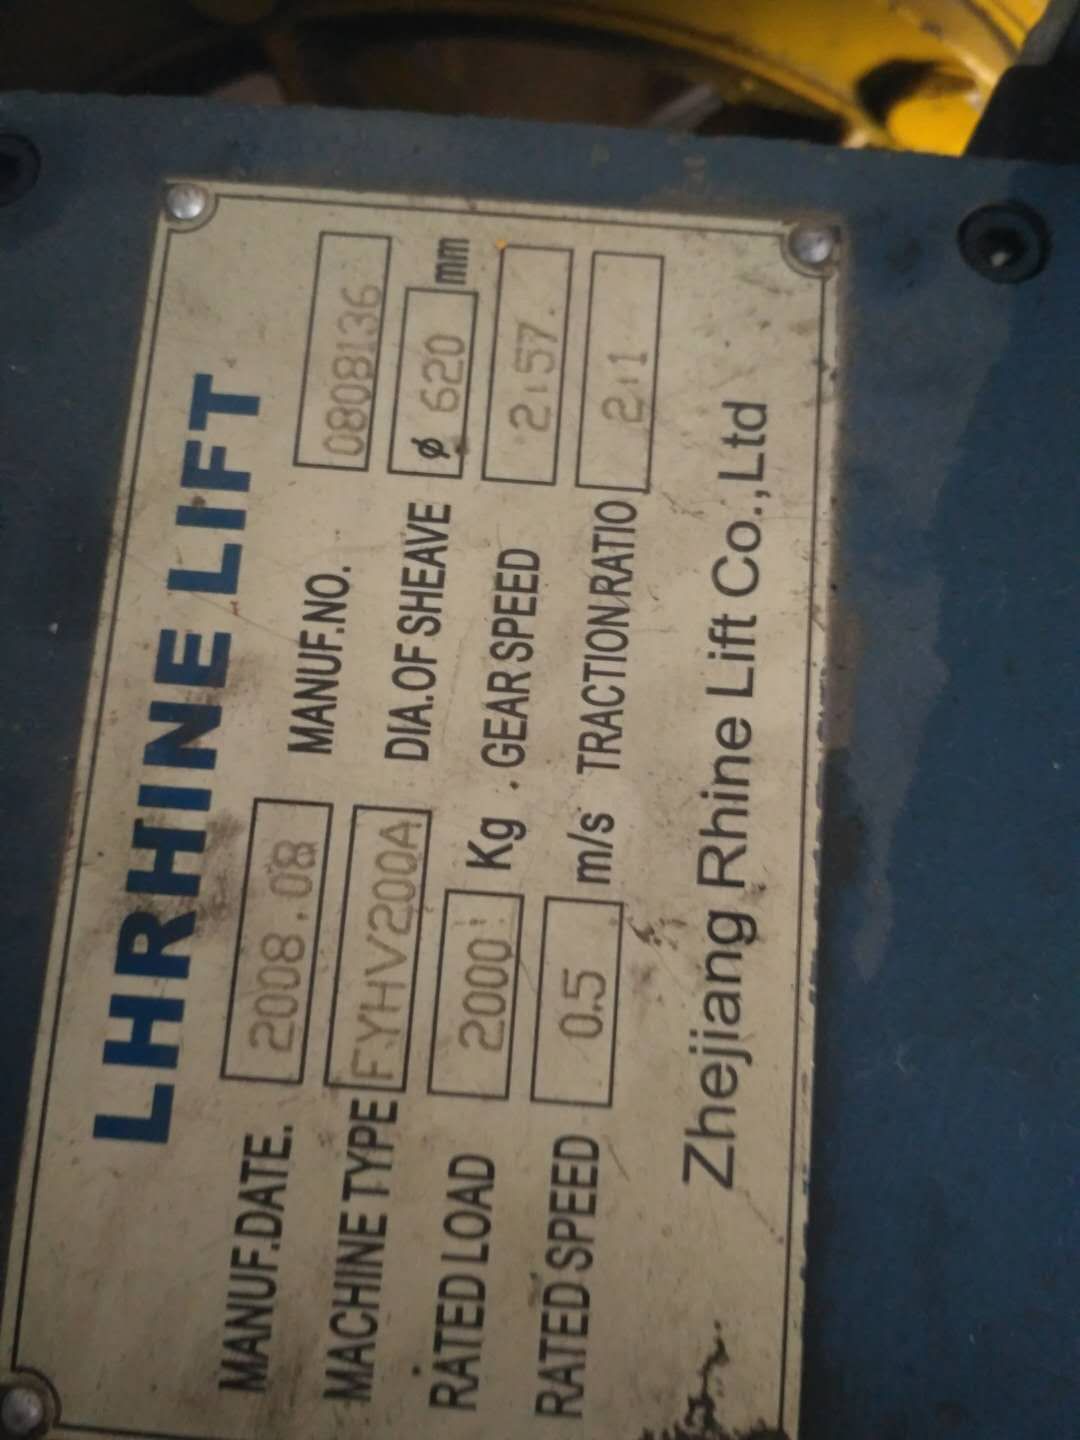 LHRHINE LIFT
MANUF.DATE. 2008.08 MANUF.NO. 0808136
MACHINE TYPE FYHV200A DIA.OF SHEAVE ø 620 mm
RATED LOAD 2000 Kg . GEAR SPEED 2:57
RATED SPEED 0.5 m/s TRACTION RATIO 2:1
Zhejiang Rhine Lift Co.,Ltd